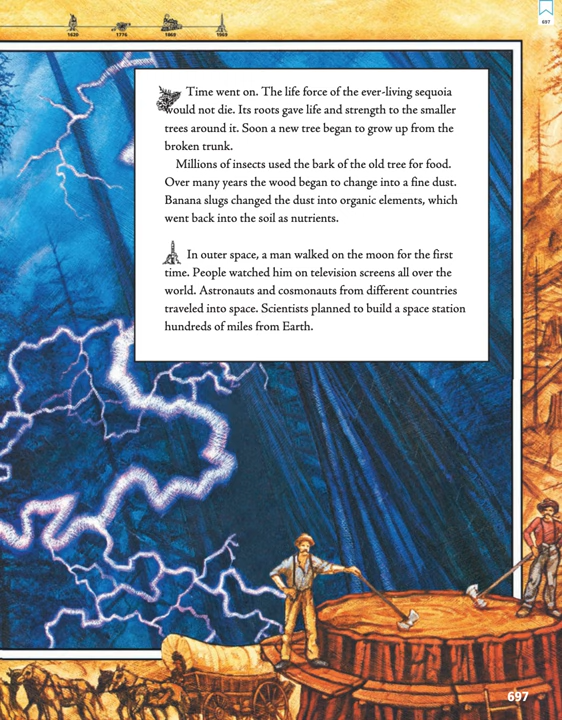 697
1620 1776 1869 1969
Time went on. The life force of the ever-living sequoia
would not die. Its roots gave life and strength to the smaller
trees around it. Soon a new tree began to grow up from the
broken trunk.
Millions of insects used the bark of the old tree for food.
Over many years the wood began to change into a fine dust.
Banana slugs changed the dust into organic elements, which
went back into the soil as nutrients.
In outer space, a man walked on the moon for the first
time. People watched him on television screens all over the
world. Astronauts and cosmonauts from different countries
traveled into space. Scientists planned to build a space station
hundreds of miles from Earth.
697